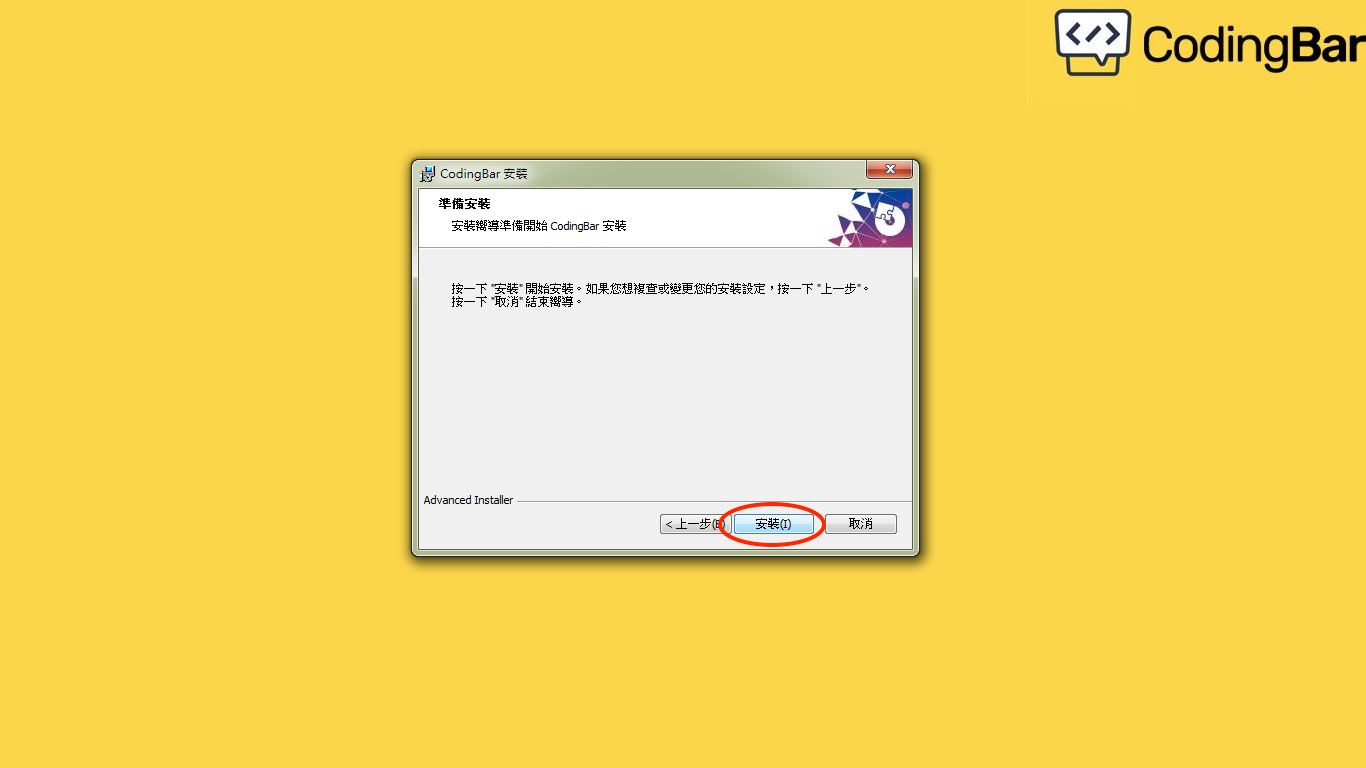 CodingBar
CodingBar 安裝
準備安裝
安裝嚮導準備開始 CodingBar 安裝
按一下 "安裝" 開始安裝。如果您想複查或變更您的安裝設定，按一下 "上一步"。
按一下 "取消" 結束嚮導。
Advanced Installer
< 上一步(B) 安裝(I) 取消